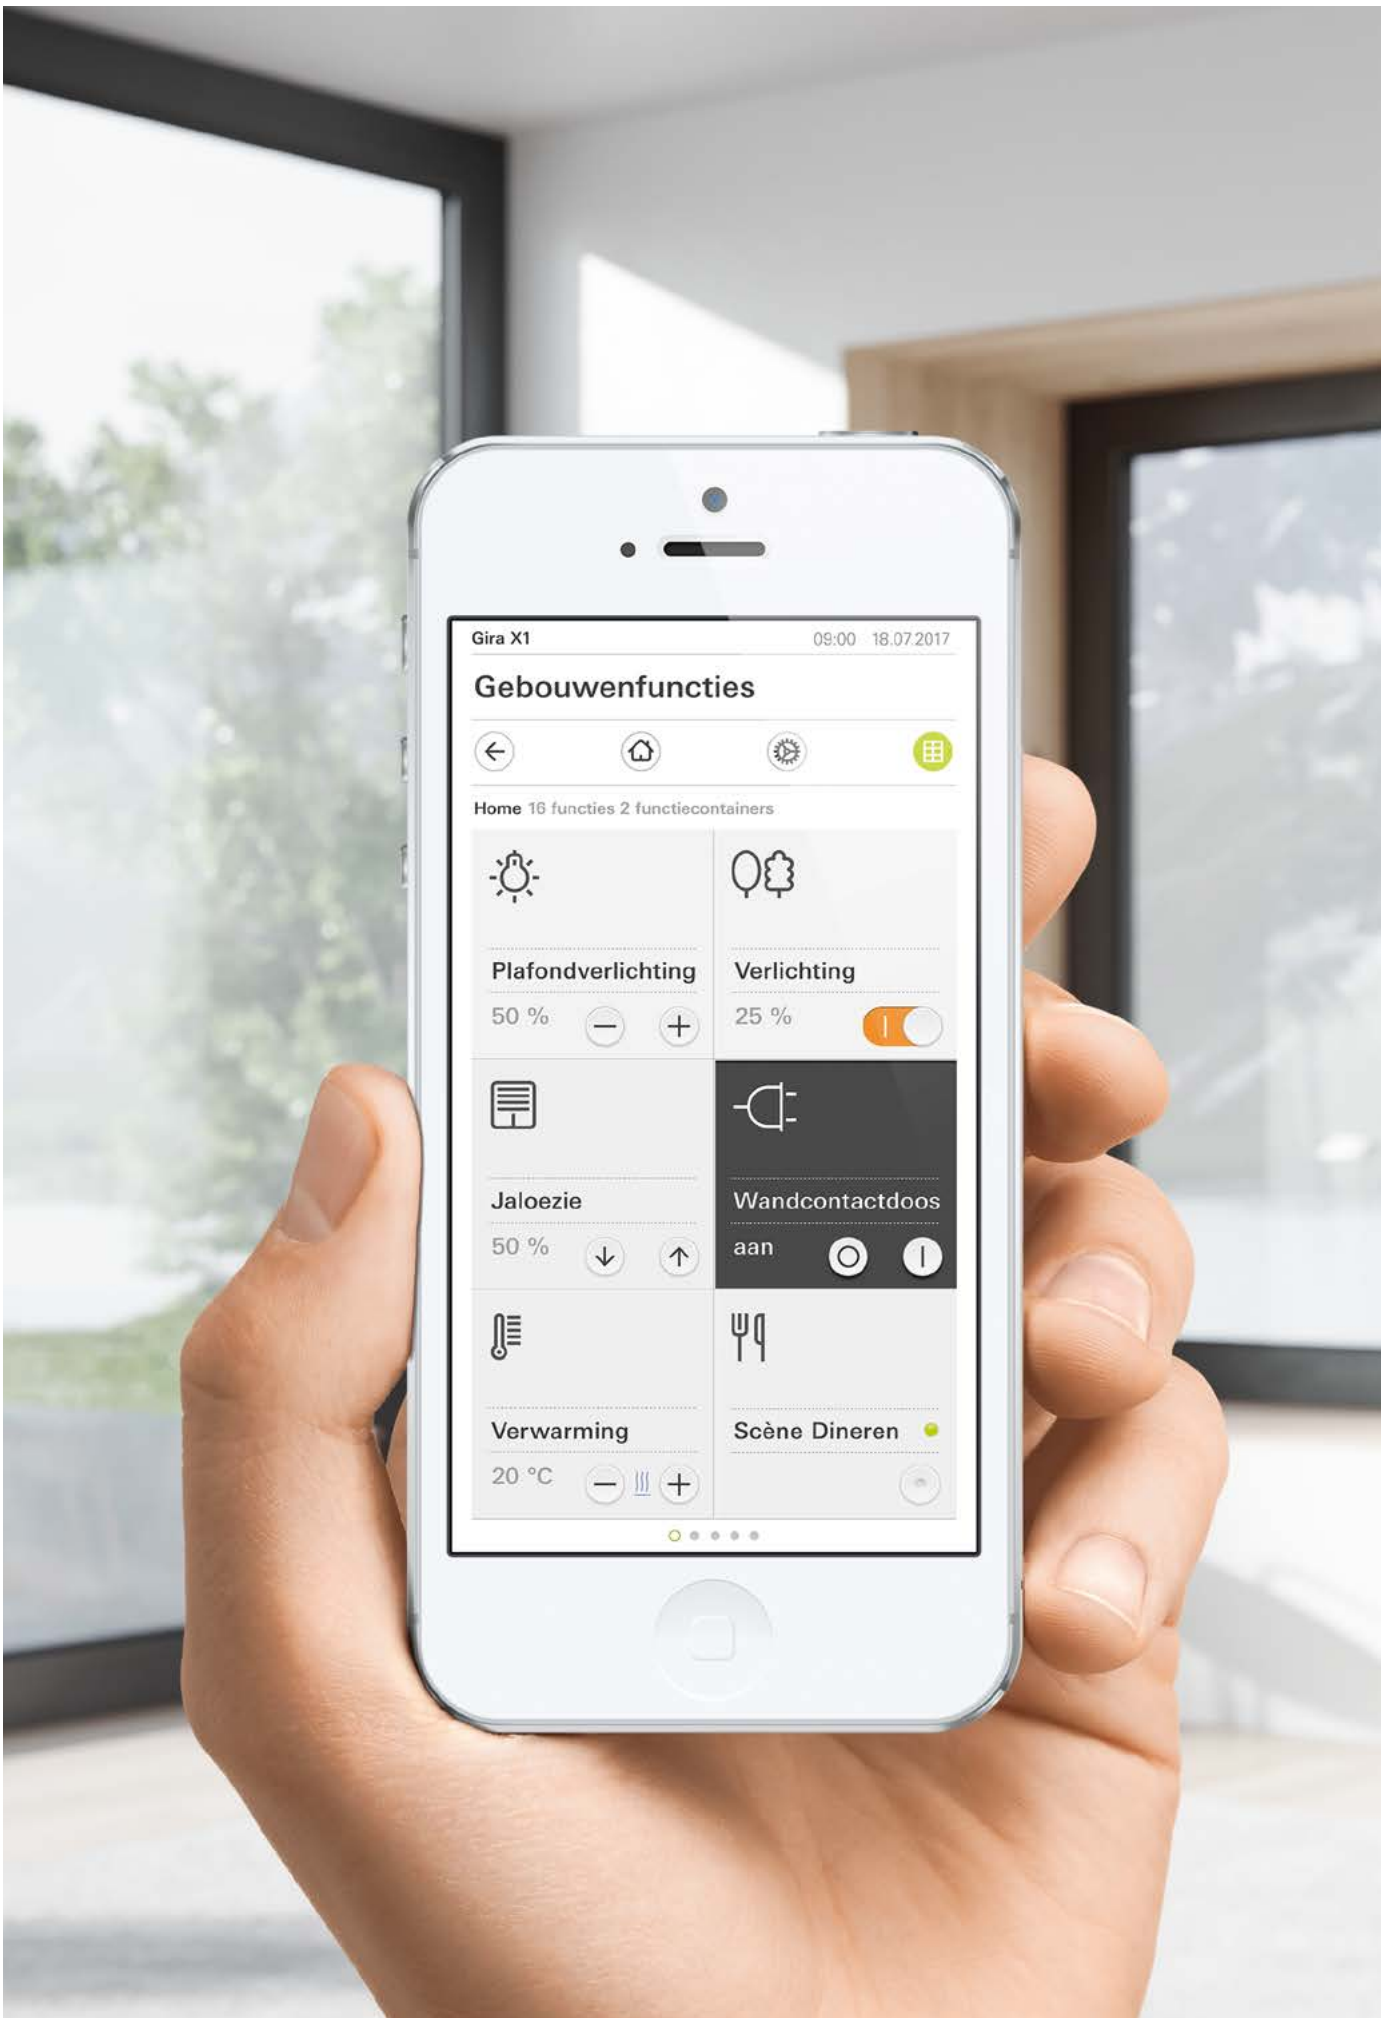 Gira X1 09:00 18.07.2017
Gebouwenfuncties
Home 16 functies 2 functiecontainers
Plafondverlichting Verlichting
50 % 25 %
Jaloezie Wandcontactdoos
50 % aan
Verwarming Scène Dineren
20 °C